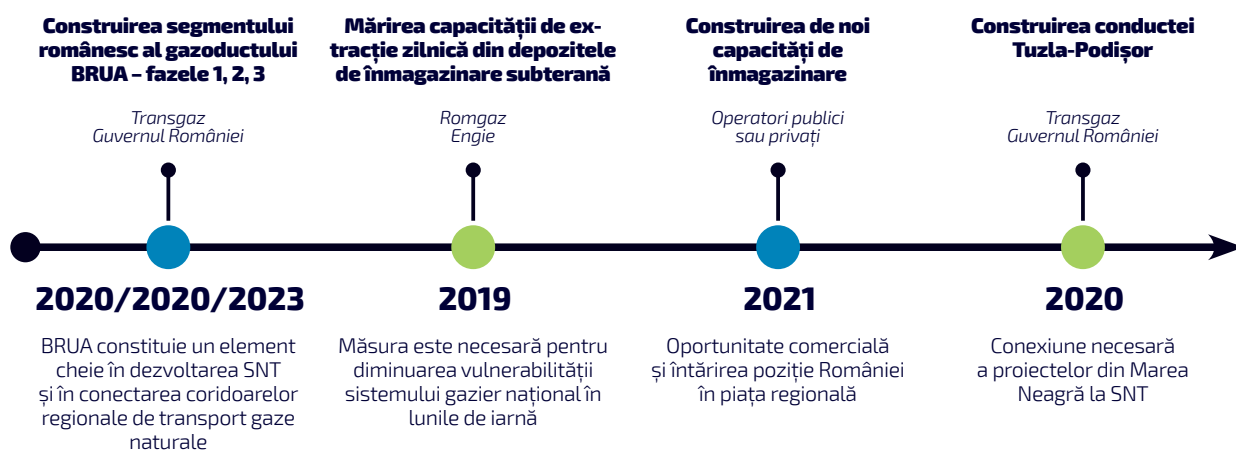 Construirea segmentului
românesc al gazoductului
BRUA – fazele 1, 2, 3
Transgaz
Guvernul României
2020/2020/2023
BRUA constituie un element
cheie în dezvoltarea SNT
și în conectarea coridoarelor
regionale de transport gaze
naturale
Mărirea capacității de ex-
tracție zilnică din depozitele
de înmagazinare subterană
Romgaz
Engie
2019
Măsura este necesară pentru
diminuarea vulnerabilității
sistemului gazier național în
lunile de iarnă
Construirea de noi
capacități de
înmagazinare
Operatori publici
sau privați
2021
Oportunitate comercială
și întărirea poziție României
în piața regională
Construirea conductei
Tuzla-Podișor
Transgaz
Guvernul României
2020
Conexiune necesară
a proiectelor din Marea
Neagră la SNT